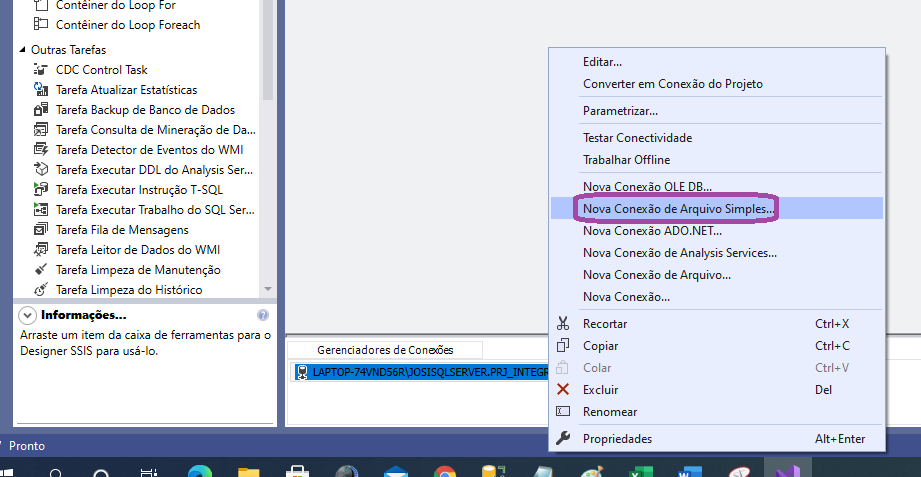 Contêiner do Loop For
Contêiner do Loop Foreach
Outras Tarefas
CDC Control Task
Tarefa Atualizar Estatísticas
Tarefa Backup de Banco de Dados
Tarefa Consulta de Mineração de Da...
Tarefa Detector de Eventos do WMI
Tarefa Executar DDL do Analysis Ser...
Tarefa Executar Instrução T-SQL
Tarefa Executar Trabalho do SQL Ser...
Tarefa Fila de Mensagens
Tarefa Leitor de Dados do WMI
Tarefa Limpeza de Manutenção
Tarefa Limpeza do Histórico
Informações...
Arraste um item da caixa de ferramentas para o
Designer SSIS para usá-lo.
Gerenciadores de Conexões
LAPTOP-74VND56R\JOSISQLSERVER.PRJ_INTEGR
Editar...
Converter em Conexão do Projeto
Parametrizar...
Testar Conectividade
Trabalhar Offline
Nova Conexão OLE DB...
Nova Conexão de Arquivo Simples...
Nova Conexão ADO.NET...
Nova Conexão de Analysis Services...
Nova Conexão de Arquivo...
Nova Conexão...
Recortar Ctrl+X
Copiar Ctrl+C
Colar Ctrl+V
Excluir Del
Renomear
Propriedades Alt+Enter
Pronto